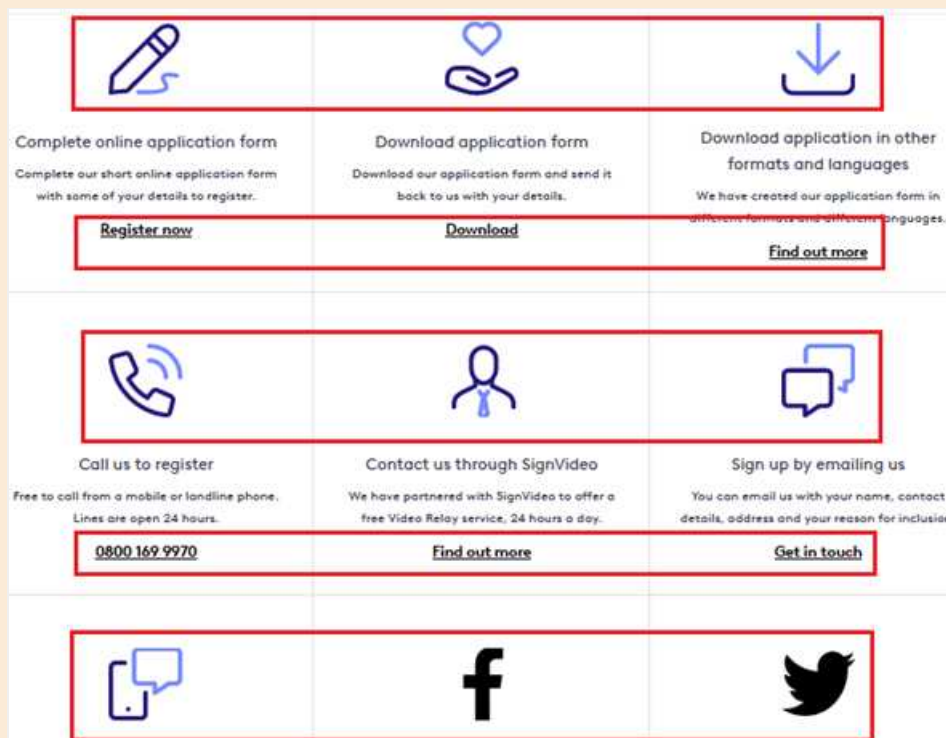 Complete online application form
Complete our short online application form
with some of your details to register.
Register now
Download application form
Download our application form and send it
back to us with your details.
Download
Download application in other
formats and languages
We have created our application form in
different formats and different languages.
Find out more
Call us to register
Free to call from a mobile or landline phone.
Lines are open 24 hours.
0800 169 9970
Contact us through SignVideo
We have partnered with SignVideo to offer a
free Video Relay service, 24 hours a day.
Find out more
Sign up by emailing us
You can email us with your name, contact
details, address and your reason for inclusion
Get in touch